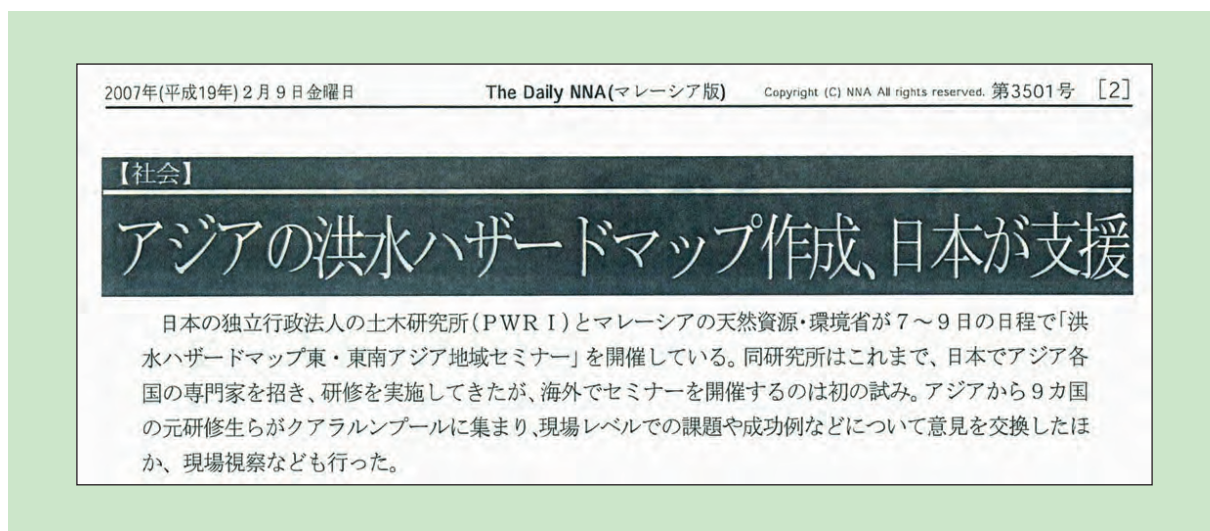 2007年(平成19年)2月9日金曜日 The Daily NNA(マレーシア版) Copyright (C) NNA All rights reserved. 第3501号 [2]
【社会】
アジアの洪水ハザードマップ作成、日本が支援
日本の独立行政法人の土木研究所(PWRI)とマレーシアの天然資源・環境省が7〜9日の日程で「洪
水ハザードマップ東・東南アジア地域セミナー」を開催している。同研究所はこれまで、日本でアジア各
国の専門家を招き、研修を実施してきたが、海外でセミナーを開催するのは初の試み。アジアから9カ国
の元研修生らがクアラルンプールに集まり、現場レベルでの課題や成功例などについて意見を交換したほ
か、現場視察なども行った。